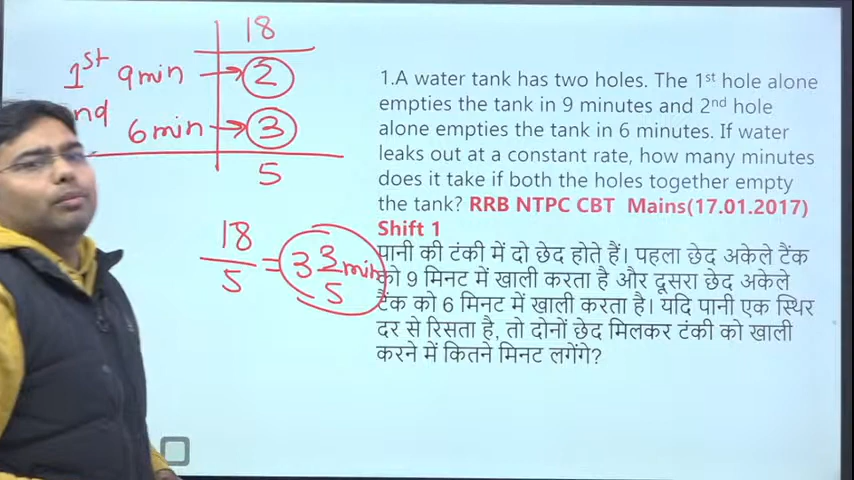 18
1st 9min → 2
nd 6min → 3
5
18/5 = 3 3/5 min
1.A water tank has two holes. The 1st hole alone
empties the tank in 9 minutes and 2nd hole
alone empties the tank in 6 minutes. If water
leaks out at a constant rate, how many minutes
does it take if both the holes together empty
the tank? RRB NTPC CBT Mains(17.01.2017)
Shift 1
पानी की टंकी में दो छेद होते हैं। पहला छेद अकेले टैंक
को 9 मिनट में खाली करता है और दूसरा छेद अकेले
टैंक को 6 मिनट में खाली करता है। यदि पानी एक स्थिर
दर से रिसता है, तो दोनों छेद मिलकर टंकी को खाली
करने में कितने मिनट लगेंगे?